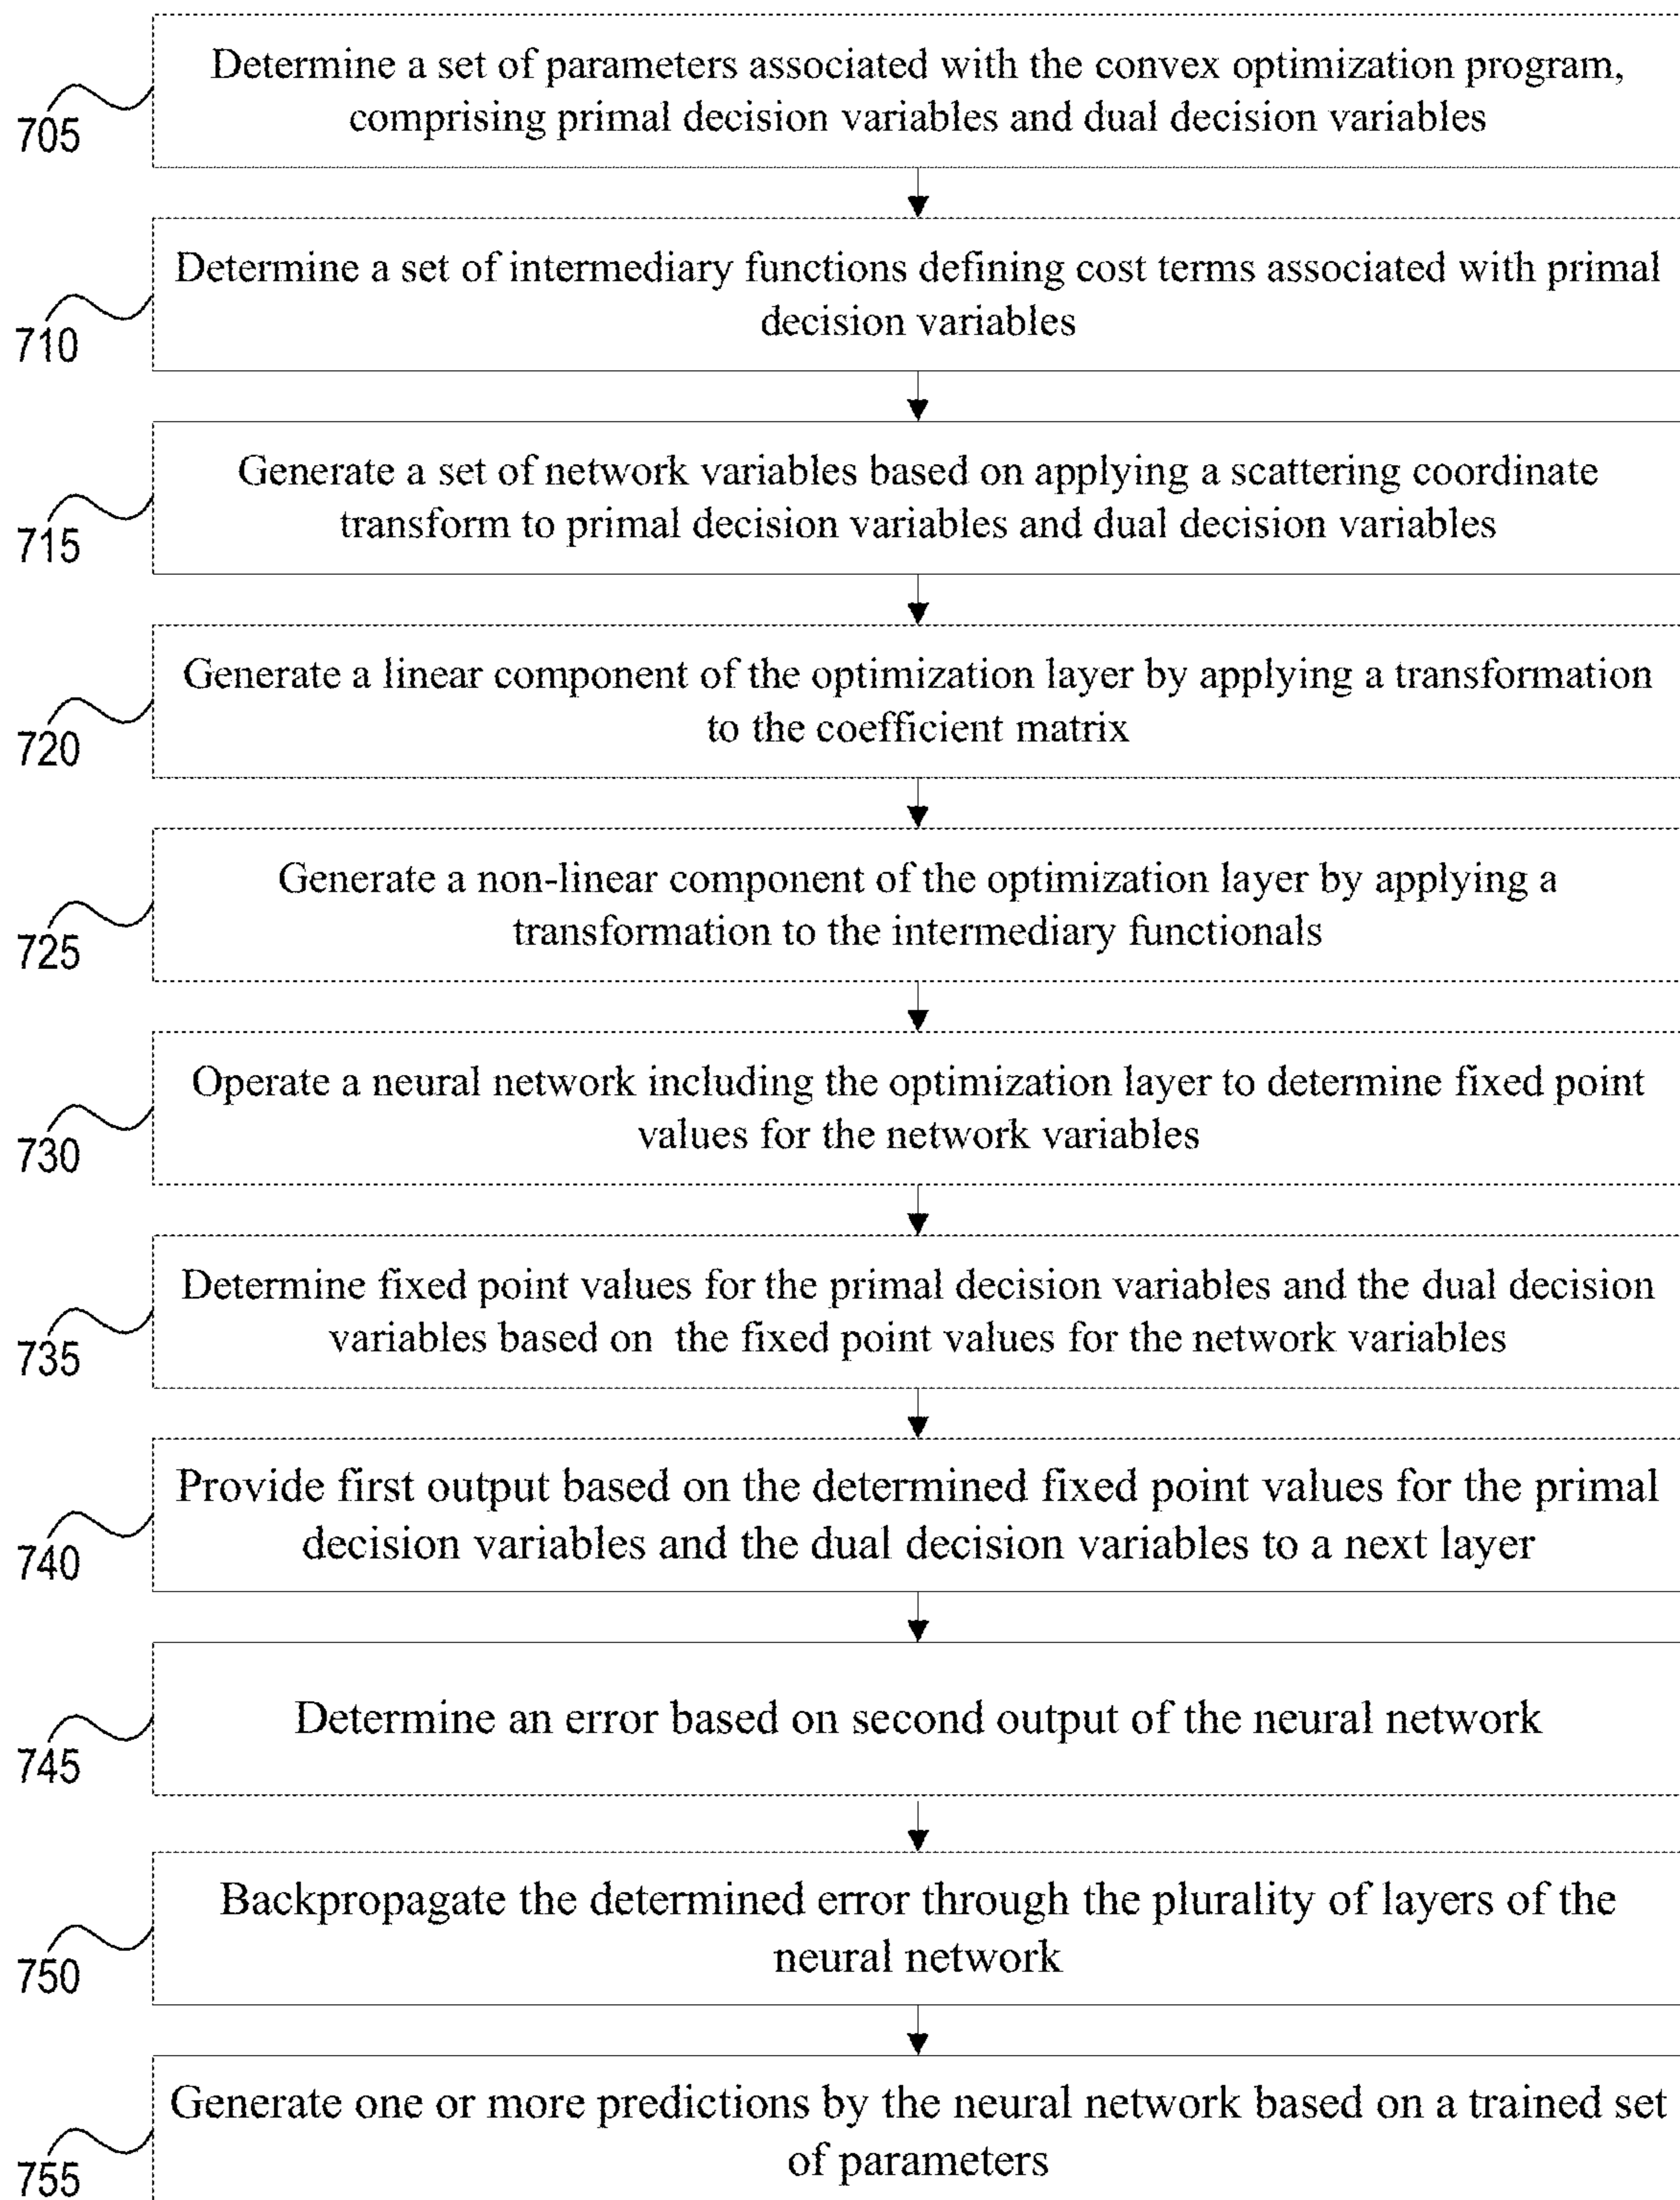 Determine a set of parameters associated with the convex optimization program,
comprising primal decision variables and dual decision variables
705
Determine a set of intermediary functions defining cost terms associated with primal
decision variables
710
Generate a set of network variables based on applying a scattering coordinate
transform to primal decision variables and dual decision variables
715
Generate a linear component of the optimization layer by applying a transformation
to the coefficient matrix
720
Generate a non-linear component of the optimization layer by applying a
transformation to the intermediary functionals
725
Operate a neural network including the optimization layer to determine fixed point
values for the network variables
730
Determine fixed point values for the primal decision variables and the dual decision
variables based on the fixed point values for the network variables
735
Provide first output based on the determined fixed point values for the primal
decision variables and the dual decision variables to a next layer
740
Determine an error based on second output of the neural network
745
Backpropagate the determined error through the plurality of layers of the
neural network
750
Generate one or more predictions by the neural network based on a trained set
of parameters
755